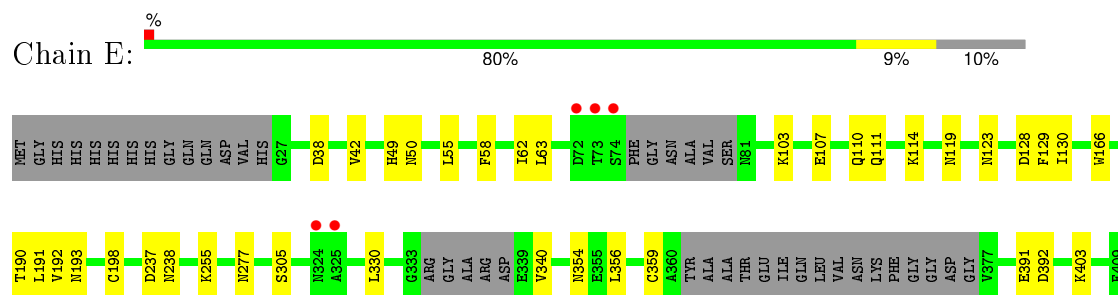 %
Chain E:
80% 9% 10%
MET GLY HIS HIS HIS HIS HIS HIS GLY GLN GLN ASP VAL HIS G27 D38 V42 H49 N50 L55 F58 I62 L63 D72 T73 S74 PHE GLY ASN ALA VAL SER N81 K103 E107 Q110 Q111 K114 N119 N123 D128 F129 I130 W166
T190 L191 V192 N193 C198 D237 N238 K255 N277 S305 N324 A325 L330 G333 ARG GLY ALA ARG ASP E339 V340 N354 E355 L356 C359 A360 TYR ALA ALA THR GLU ILE GLN LEU VAL ASN LYS PHE GLY GLY ASP GLY V377 E391 D392 K403